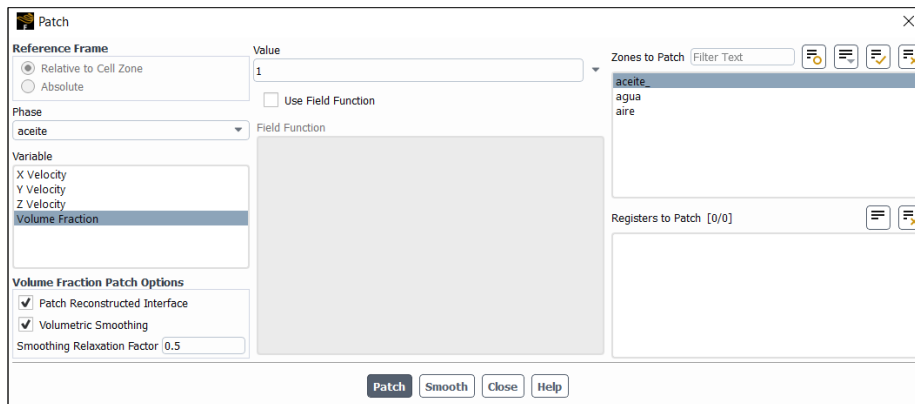 Patch
Reference Frame
Relative to Cell Zone
Absolute
Phase
aceite
Variable
X Velocity
Y Velocity
Z Velocity
Volume Fraction
Volume Fraction Patch Options
Patch Reconstructed Interface
Volumetric Smoothing
Smoothing Relaxation Factor 0.5
Value
1
Use Field Function
Field Function
Zones to Patch Filter Text
aceite_
agua
aire
Registers to Patch [0/0]
Patch Smooth Close Help